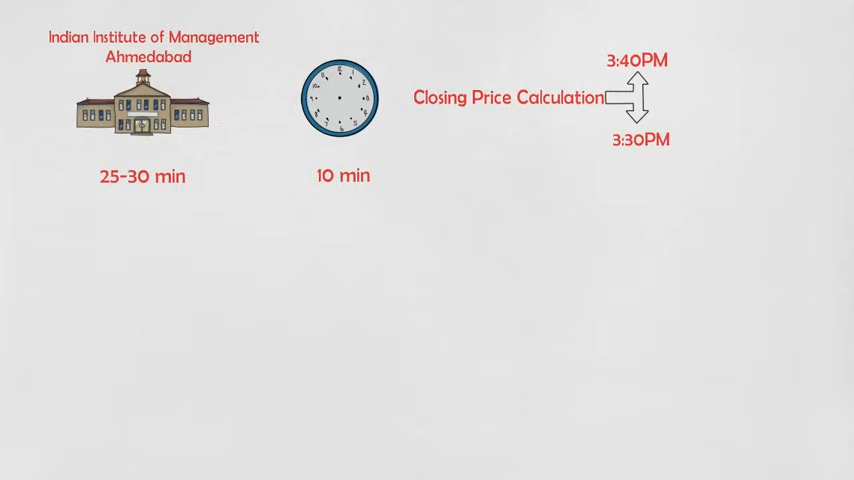 Indian Institute of Management
Ahmedabad
25-30 min
10 min
Closing Price Calculation
3:40PM
3:30PM